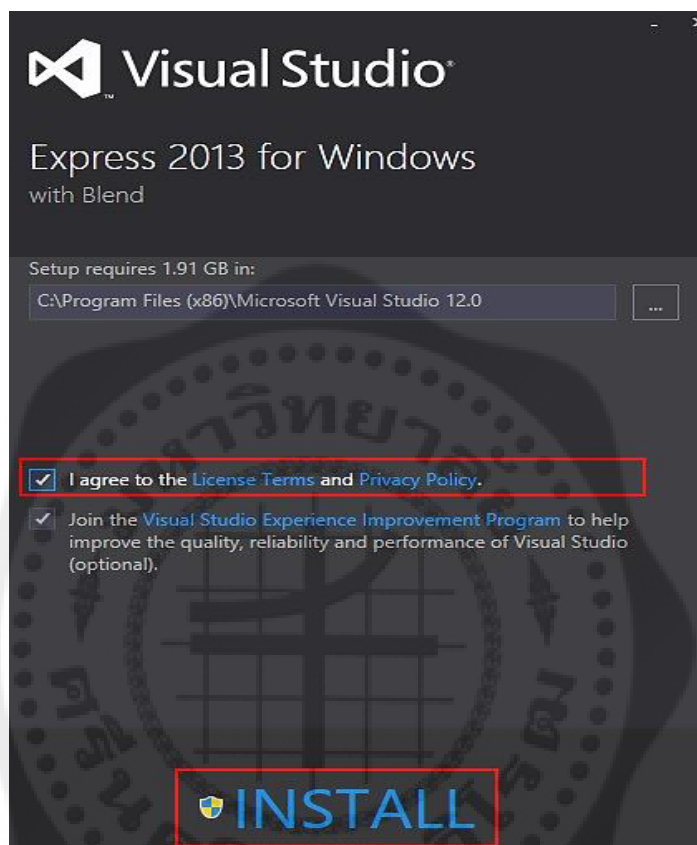 Visual Studio
Express 2013 for Windows
with Blend
Setup requires 1.91 GB in:
C:\Program Files (x86)\Microsoft Visual Studio 12.0
...
I agree to the License Terms and Privacy Policy.
Join the Visual Studio Experience Improvement Program to help
improve the quality, reliability and performance of Visual Studio
(optional).
INSTALL